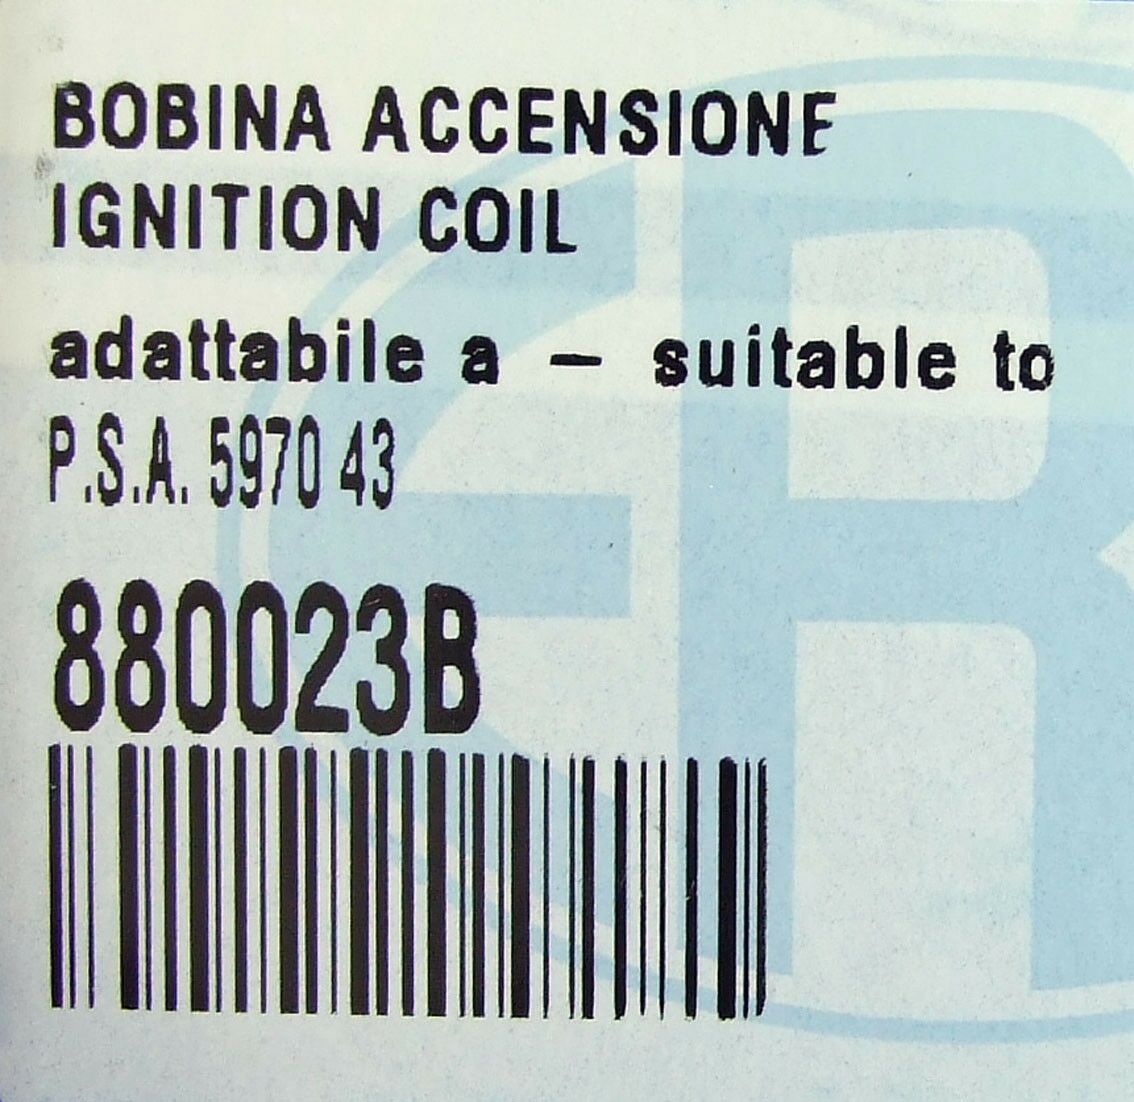 BOBINA ACCENSIONE
IGNITION COIL
adattabile a – suitable to
P.S.A. 5970 43
880023B